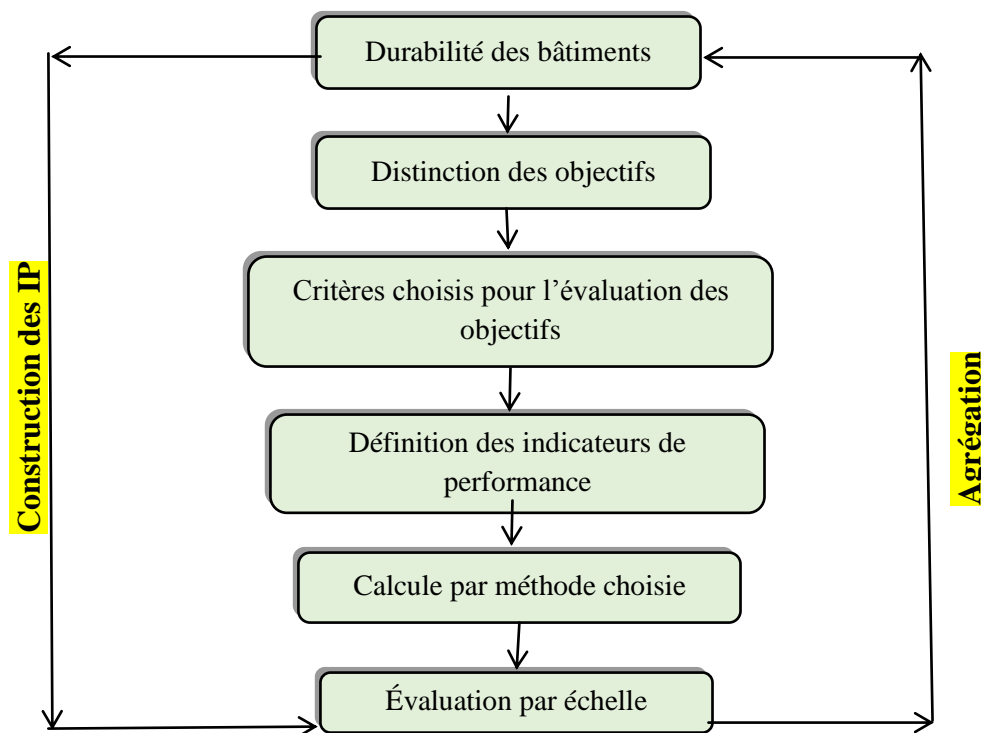 Durabilité des bâtiments
Distinction des objectifs
Critères choisis pour l’évaluation des
objectifs
Définition des indicateurs de
performance
Calcule par méthode choisie
Évaluation par échelle
Construction des IP
Agrégation